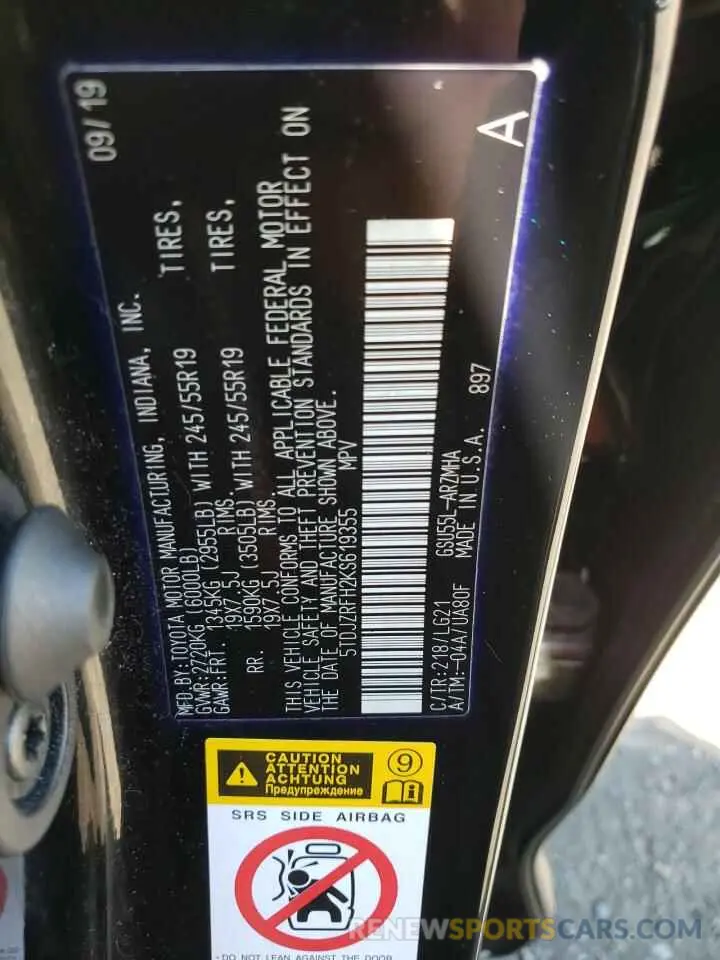 09/19
MFD.BY:TOYOTA MOTOR MANUFACTURING, INDIANA, INC.
GVWR:2720KG (6000LB)
GAWR:FRT. 1345KG (2955LB) WITH 245/55R19 TIRES,
19X7.5J RIMS.
RR. 1590KG (3505LB) WITH 245/55R19 TIRES,
19X7.5J RIMS.
THIS VEHICLE CONFORMS TO ALL APPLICABLE FEDERAL MOTOR
VEHICLE SAFETY AND THEFT PREVENTION STANDARDS IN EFFECT ON
THE DATE OF MANUFACTURE SHOWN ABOVE.
5TDJZRFH2KS619355 MPV
C/TR:218/LG21 GSU55L-ARZMHA
A/TM:-04A/UA80F MADE IN U.S.A. 897
A
CAUTION
ATTENTION
ACHTUNG
Предупреждение
9
SRS SIDE AIRBAG
- DO NOT LEAN AGAINST THE DOOR.
RENEWSPORTSCARS.COM